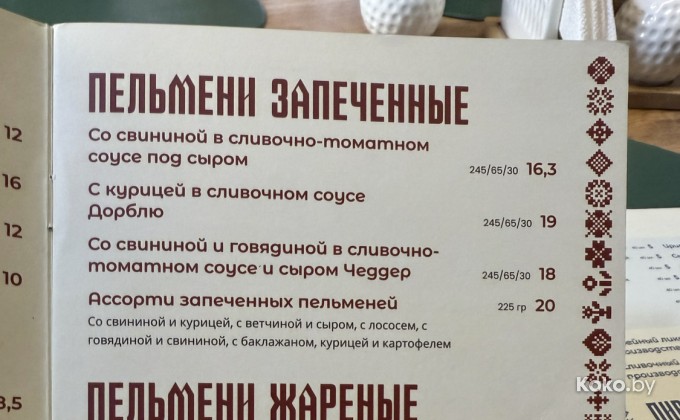 ПЕЛЬМЕНИ ЗАПЕЧЕННЫЕ
Со свининой в сливочно-томатном
соусе под сыром 245/65/30 16,3
С курицей в сливочном соусе
Дорблю 245/65/30 19
Со свининой и говядиной в сливочно-
томатном соусе и сыром Чеддер 245/65/30 18
Ассорти запеченных пельменей 225 гр 20
Со свининой и курицей, с ветчиной и сыром, с лососем, с
говядиной и свининой, с баклажаном, курицей и картофелем
ПЕЛЬМЕНИ ЖАРЕНЫЕ
12
16
12
10
3,5
Koko.by